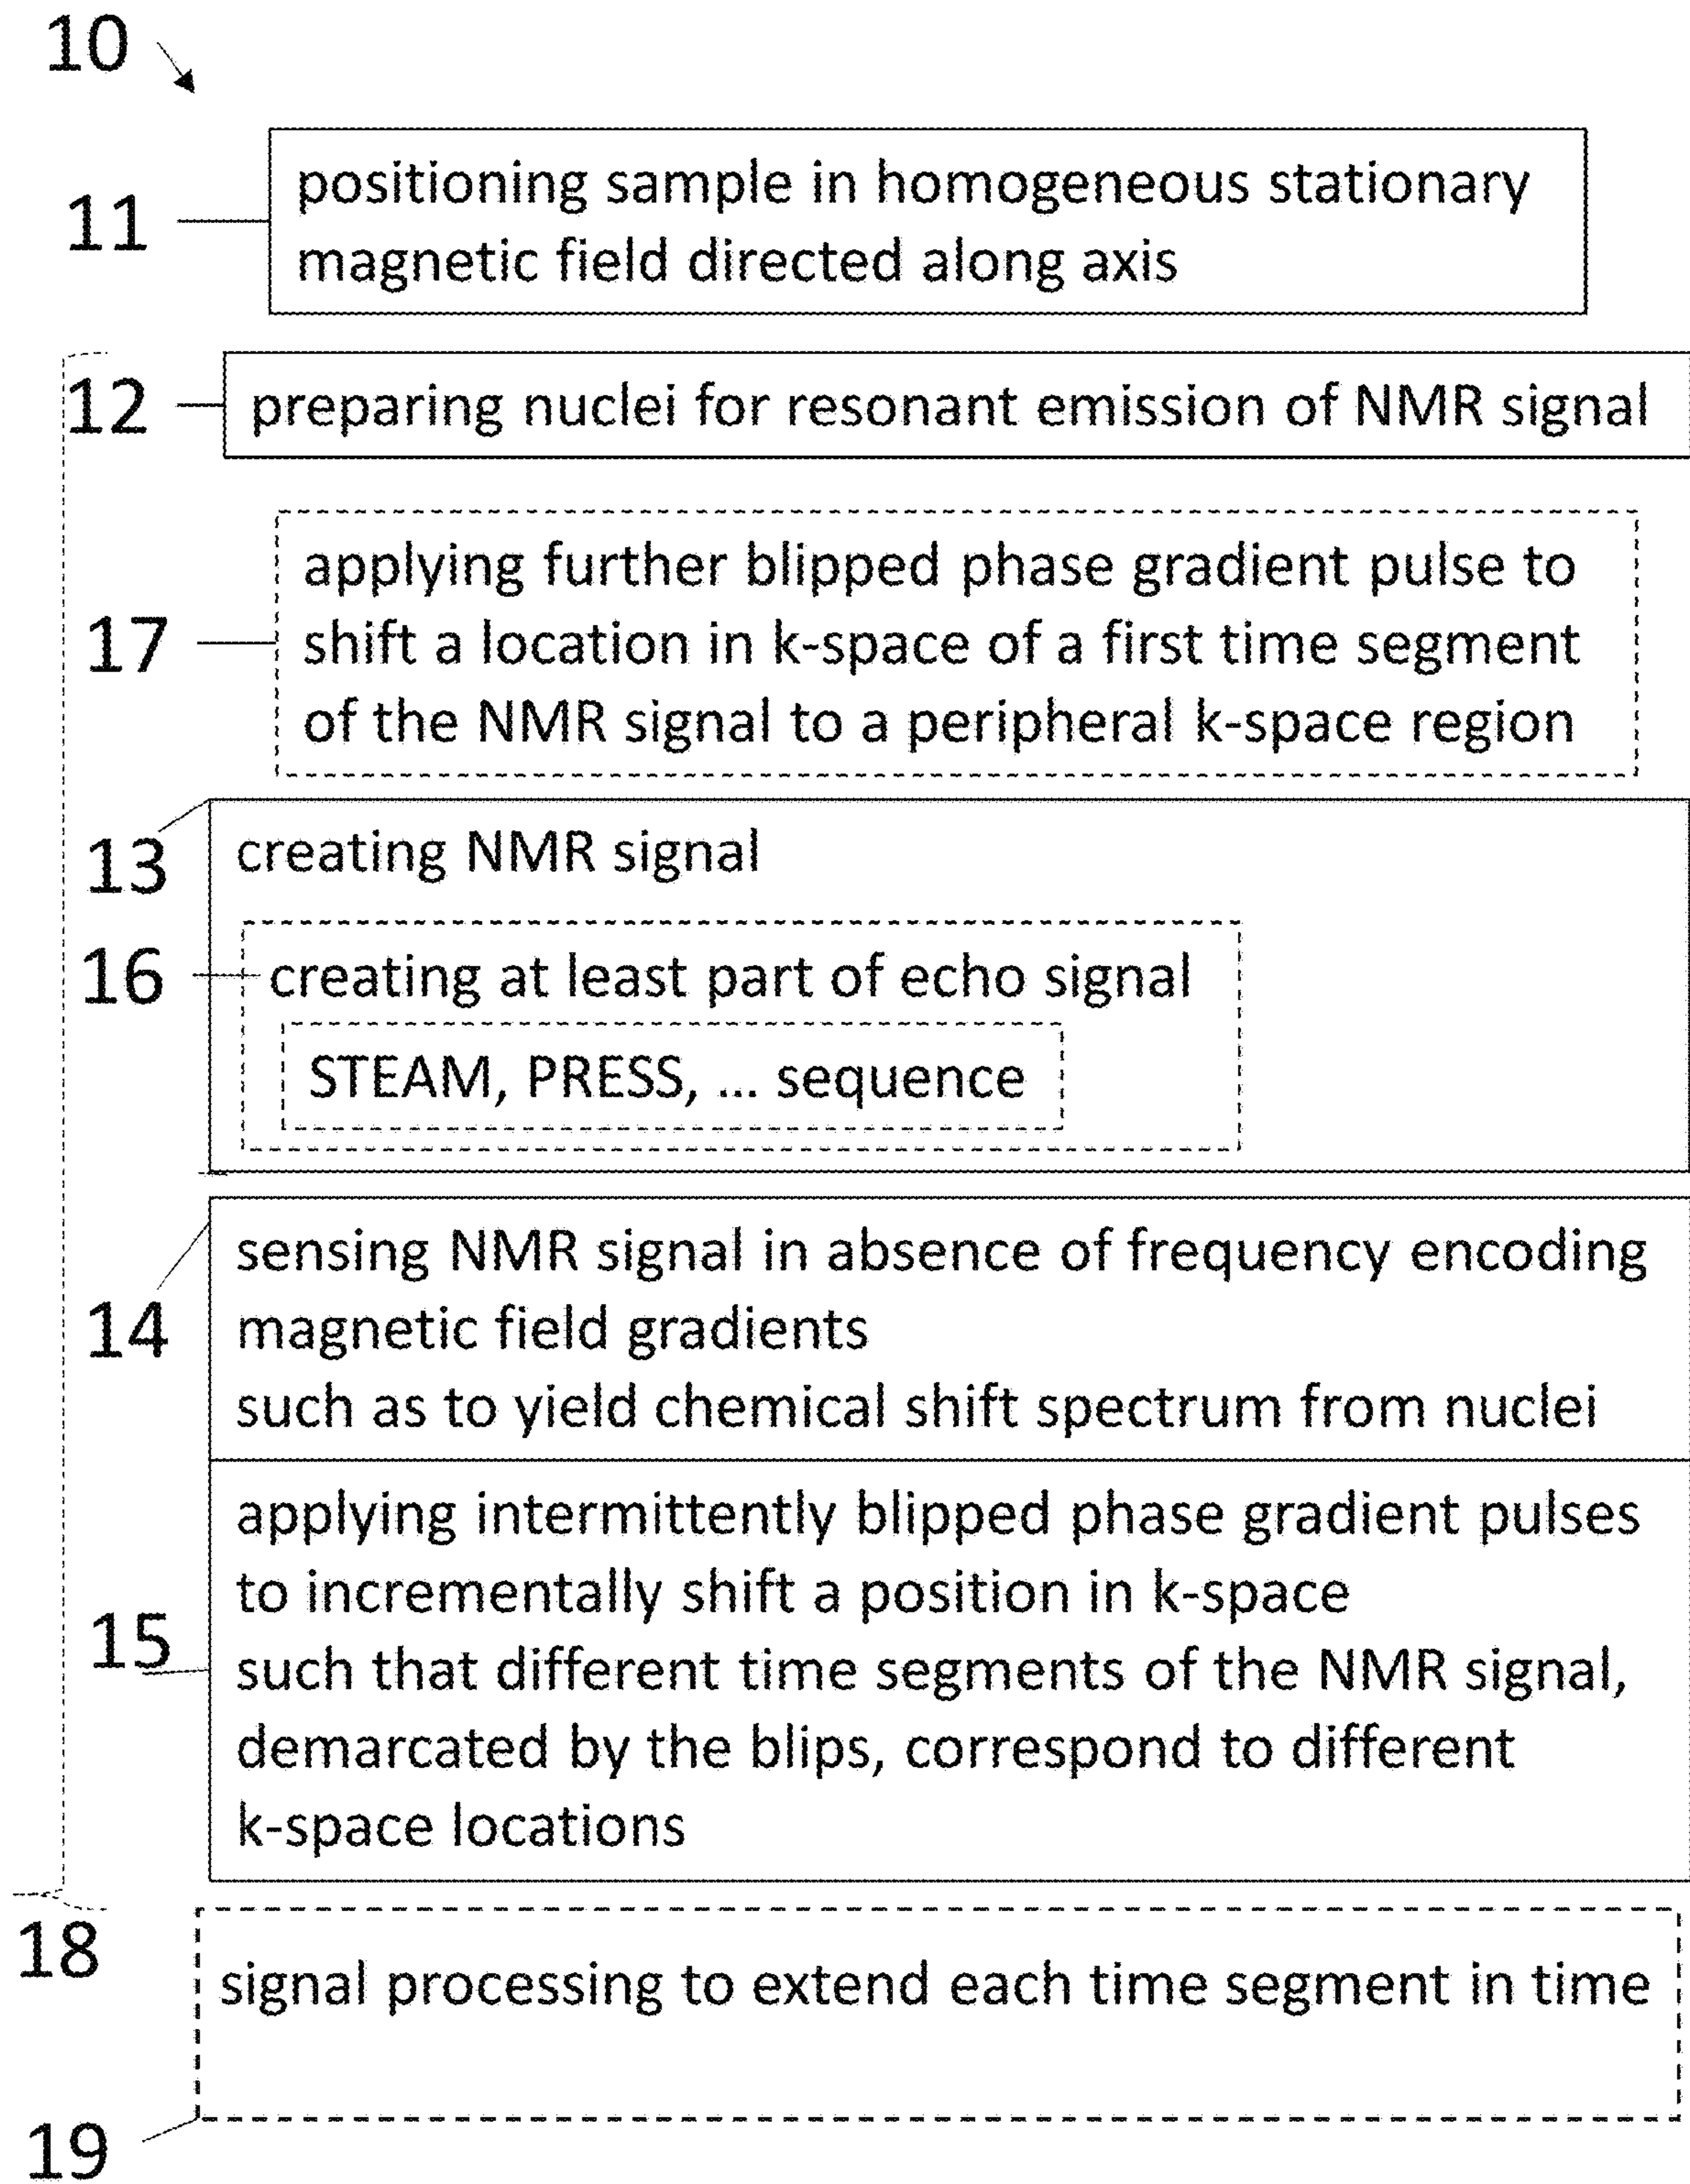 10
11
positioning sample in homogeneous stationary
magnetic field directed along axis
12
preparing nuclei for resonant emission of NMR signal
17
applying further blipped phase gradient pulse to
shift a location in k-space of a first time segment
of the NMR signal to a peripheral k-space region
13
creating NMR signal
16
creating at least part of echo signal
STEAM, PRESS, ... sequence
14
sensing NMR signal in absence of frequency encoding
magnetic field gradients
such as to yield chemical shift spectrum from nuclei
15
applying intermittently blipped phase gradient pulses
to incrementally shift a position in k-space
such that different time segments of the NMR signal,
demarcated by the blips, correspond to different
k-space locations
18
signal processing to extend each time segment in time
19